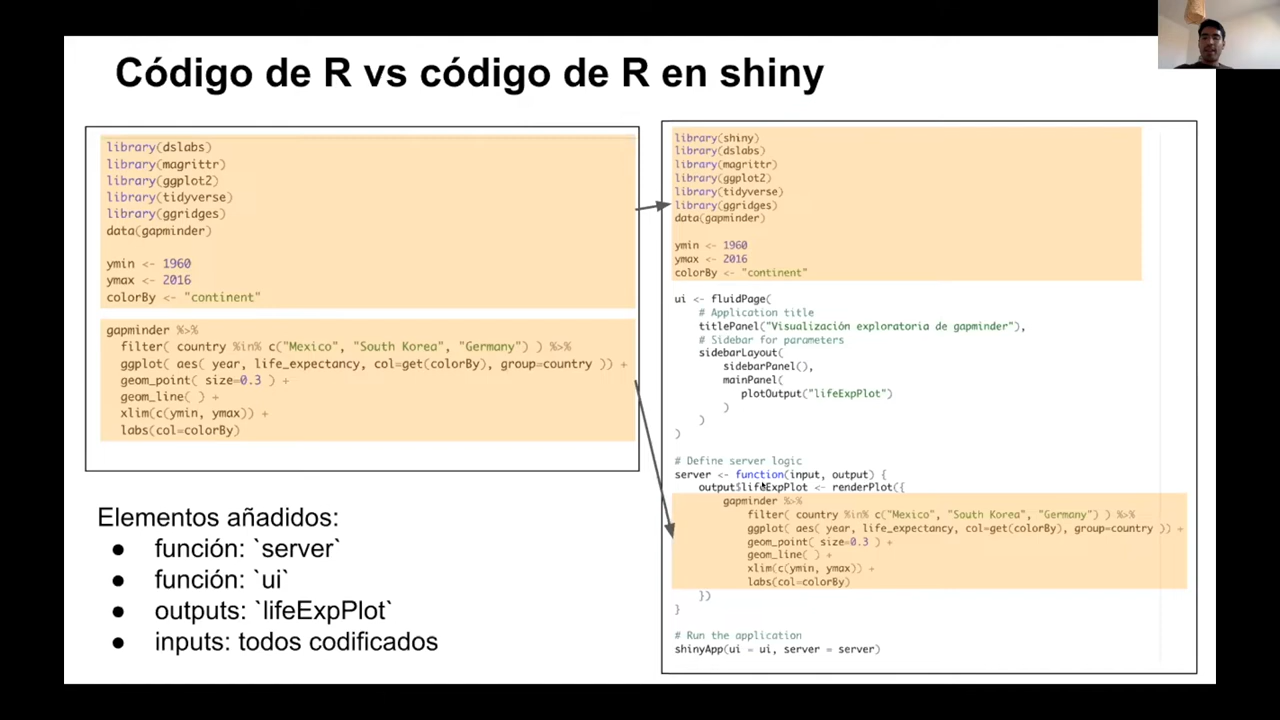 Código de R vs código de R en shiny
library(dslabs)
library(magrittr)
library(ggplot2)
library(tidyverse)
library(ggridges)
data(gapminder)
ymin <- 1960
ymax <- 2016
colorBy <- "continent"
gapminder %>%
filter( country %in% c("Mexico", "South Korea", "Germany") ) %>%
ggplot( aes( year, life_expectancy, col=get(colorBy), group=country )) +
geom_point( size=0.3 ) +
geom_line( ) +
xlim(c(ymin, ymax)) +
labs(col=colorBy)
Elementos añadidos:
● función: `server`
● función: `ui`
● outputs: `lifeExpPlot`
● inputs: todos codificados
library(shiny)
library(dslabs)
library(magrittr)
library(ggplot2)
library(tidyverse)
library(ggridges)
data(gapminder)
ymin <- 1960
ymax <- 2016
colorBy <- "continent"
ui <- fluidPage(
# Application title
titlePanel("Visualización exploratoria de gapminder"),
# Sidebar for parameters
sidebarLayout(
sidebarPanel(),
mainPanel(
plotOutput("lifeExpPlot")
)
)
)
# Define server logic
server <- function(input, output) {
output$lifeExpPlot <- renderPlot({
gapminder %>%
filter( country %in% c("Mexico", "South Korea", "Germany") ) %>%
ggplot( aes( year, life_expectancy, col=get(colorBy), group=country )) +
geom_point( size=0.3 ) +
geom_line( ) +
xlim(c(ymin, ymax)) +
labs(col=colorBy)
})
}
# Run the application
shinyApp(ui = ui, server = server)